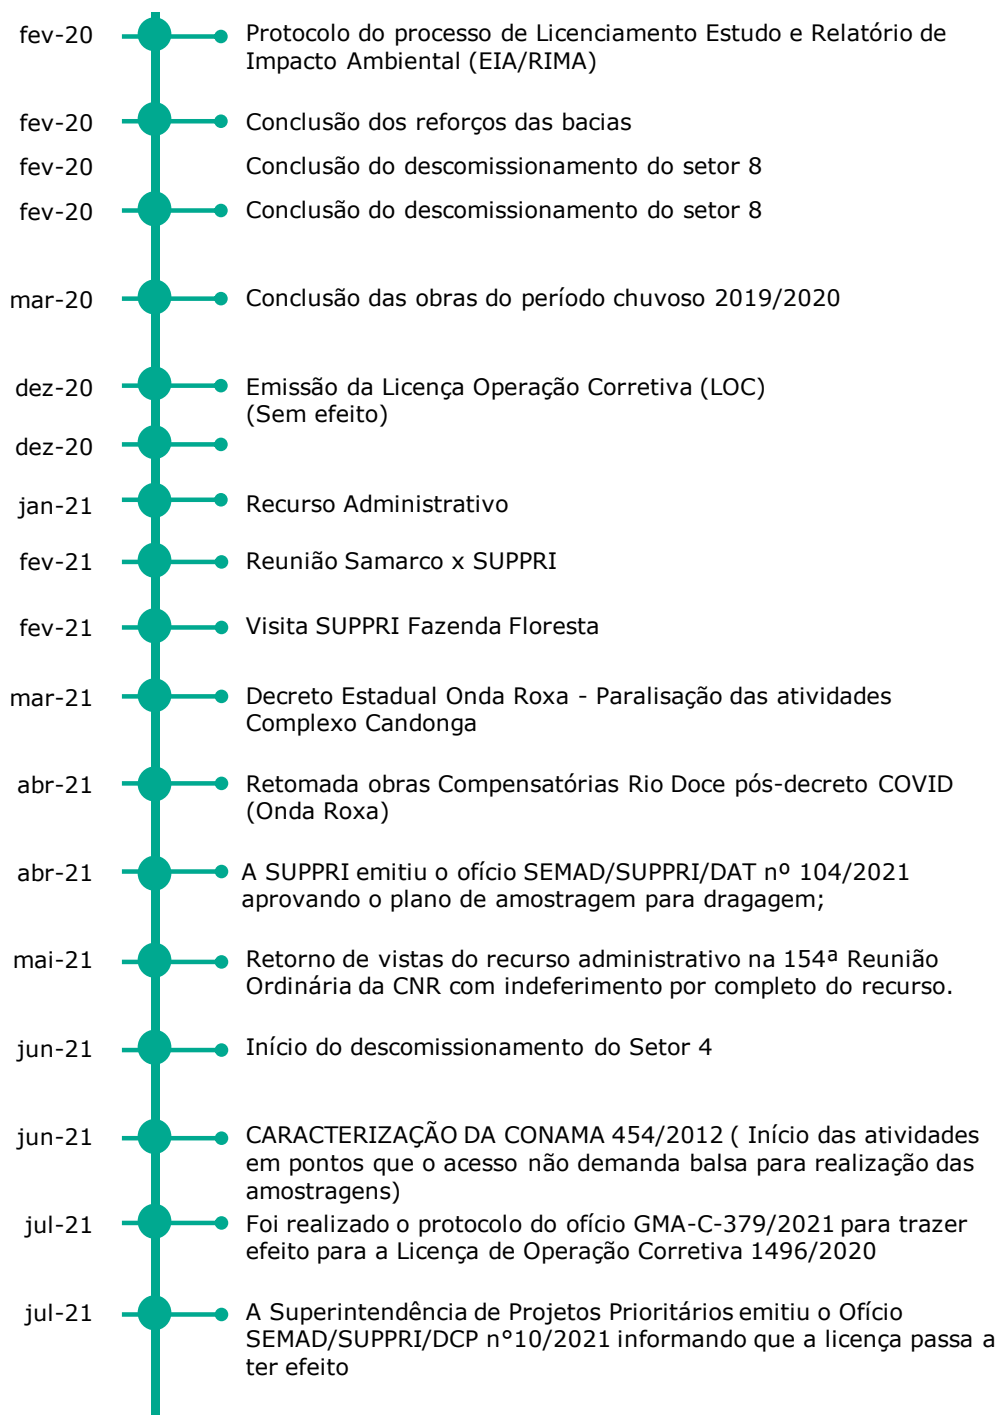 fev-20 Protocolo do processo de Licenciamento Estudo e Relatório de
Impacto Ambiental (EIA/RIMA)
fev-20 Conclusão dos reforços das bacias
fev-20 Conclusão do descomissionamento do setor 8
fev-20 Conclusão do descomissionamento do setor 8
mar-20 Conclusão das obras do período chuvoso 2019/2020
dez-20 Emissão da Licença Operação Corretiva (LOC)
(Sem efeito)
dez-20
jan-21 Recurso Administrativo
fev-21 Reunião Samarco x SUPPRI
fev-21 Visita SUPPRI Fazenda Floresta
mar-21 Decreto Estadual Onda Roxa - Paralisação das atividades
Complexo Candonga
abr-21 Retomada obras Compensatórias Rio Doce pós-decreto COVID
(Onda Roxa)
abr-21 A SUPPRI emitiu o ofício SEMAD/SUPPRI/DAT nº 104/2021
aprovando o plano de amostragem para dragagem;
mai-21 Retorno de vistas do recurso administrativo na 154ª Reunião
Ordinária da CNR com indeferimento por completo do recurso.
jun-21 Início do descomissionamento do Setor 4
jun-21 CARACTERIZAÇÃO DA CONAMA 454/2012 ( Início das atividades
em pontos que o acesso não demanda balsa para realização das
amostragens)
jul-21 Foi realizado o protocolo do ofício GMA-C-379/2021 para trazer
efeito para a Licença de Operação Corretiva 1496/2020
jul-21 A Superintendência de Projetos Prioritários emitiu o Ofício
SEMAD/SUPPRI/DCP n°10/2021 informando que a licença passa a
ter efeito